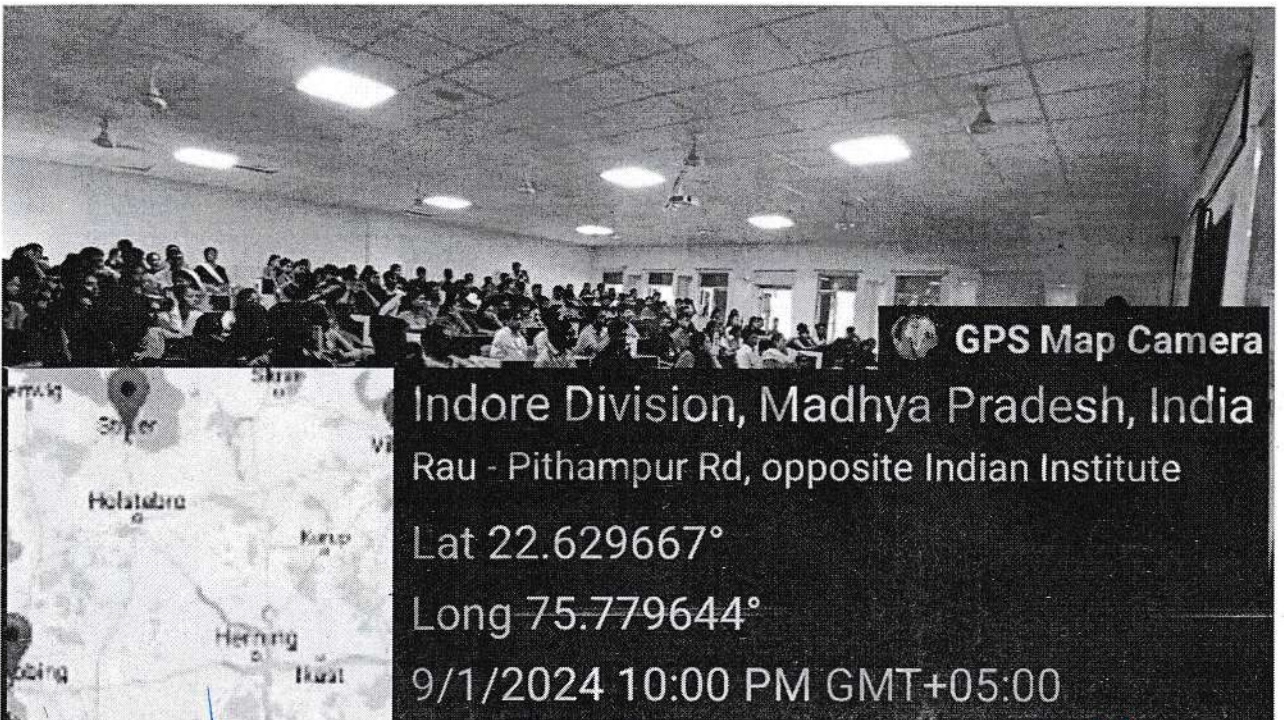 GPS Map Camera
Indore Division, Madhya Pradesh, India
Rau - Pithampur Rd, opposite Indian Institute
Lat 22.629667°
Long 75.779644°
9/1/2024 10:00 PM GMT+05:00
Holstebro
Herning
Ikast